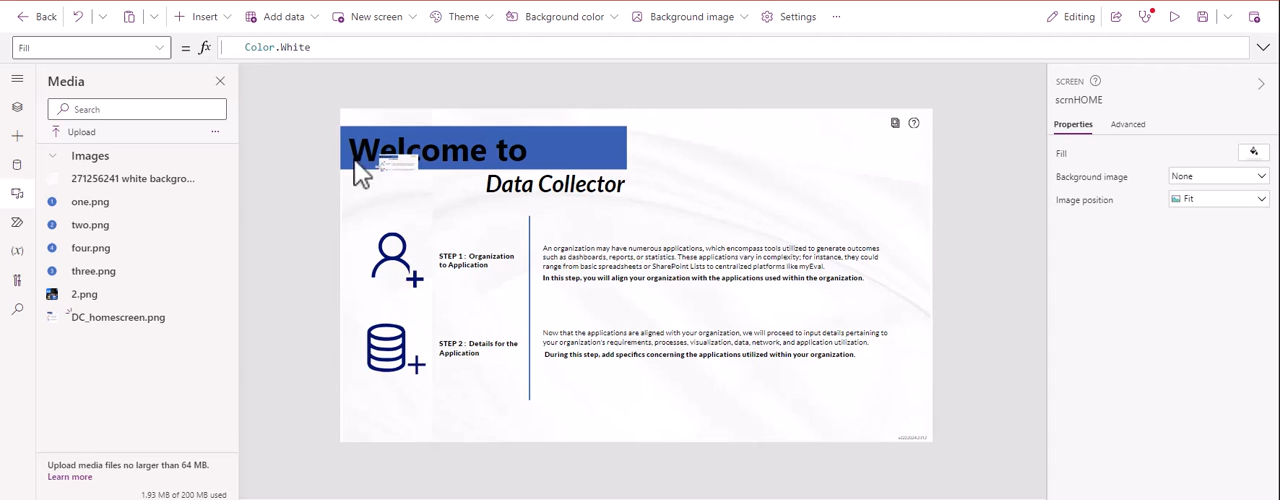 Back
Insert
Add data
New screen
Theme
Background color
Background image
Settings
Editing
Fill
= fx
Color.White
Media
Search
Upload
Images
271256241 white backgro...
one.png
two.png
four.png
three.png
2.png
DC_homescreen.png
Upload media files no larger than 64 MB.
Learn more
1.93 MB of 200 MB used
Welcome to
Data Collector
STEP 1 : Organization
to Application
An organization may have numerous applications, which encompass tools utilized to generate outcomes
such as dashboards, reports, or statistics. These applications vary in complexity; for instance, they could
range from basic spreadsheets or SharePoint Lists to centralized platforms like myEval.
In this step, you will align your organization with the applications used within the organization.
STEP 2 : Details for the
Application
Now that the applications are aligned with your organization, we will proceed to input details pertaining to
your organization's requirements, processes, visualization, data, network, and application utilization.
During this step, add specifics concerning the applications utilized within your organization.
SCREEN
scrnHOME
Properties
Advanced
Fill
Background image
None
Image position
Fit